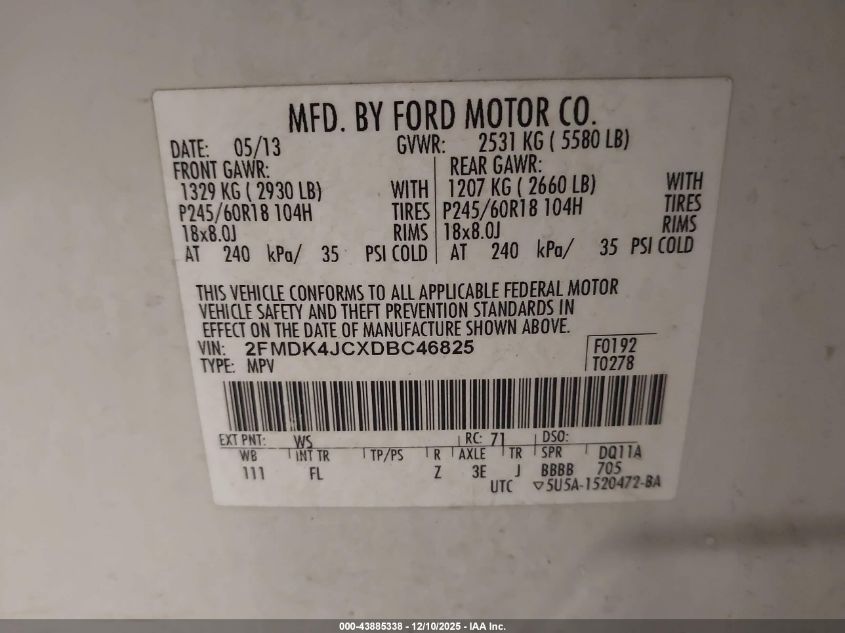 MFD. BY FORD MOTOR CO.
DATE: 05/13 GVWR: 2531 KG ( 5580 LB)
FRONT GAWR: REAR GAWR:
1329 KG ( 2930 LB) WITH 1207 KG ( 2660 LB) WITH
P245/60R18 104H TIRES P245/60R18 104H TIRES
18x8.0J RIMS 18x8.0J RIMS
AT 240 kPa/ 35 PSI COLD AT 240 kPa/ 35 PSI COLD
THIS VEHICLE CONFORMS TO ALL APPLICABLE FEDERAL MOTOR
VEHICLE SAFETY AND THEFT PREVENTION STANDARDS IN
EFFECT ON THE DATE OF MANUFACTURE SHOWN ABOVE.
VIN: 2FMDK4JCXDBC46825 F0192
TYPE: MPV T0278
EXT PNT: WS RC: 71 DSO:
WB INT TR TP/PS R AXLE TR SPR DQ11A
111 FL Z 3E J BBBB 705
UTC ▽5U5A-1520472-BA
000-43885338 - 12/10/2025 - IAA Inc.